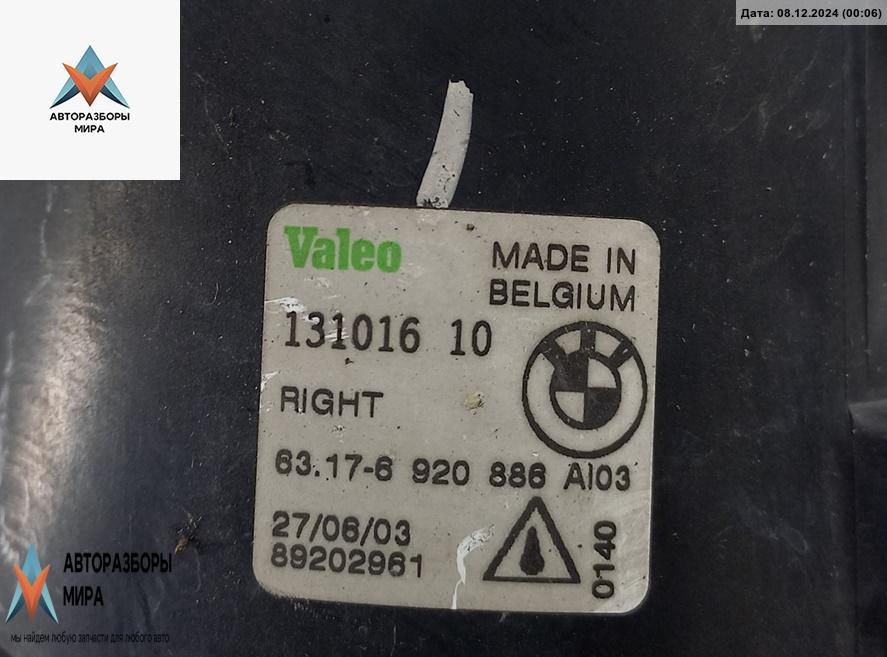 Дата: 08.12.2024 (00:06)
АВТОРАЗБОРЫ
МИРА
Valeo
MADE IN
BELGIUM
131016 10
RIGHT
63.17-6 920 886 AI03
27/06/03
89202961
0140
АВТОРАЗБОРЫ
МИРА
мы найдем любую запчасти для любого авто